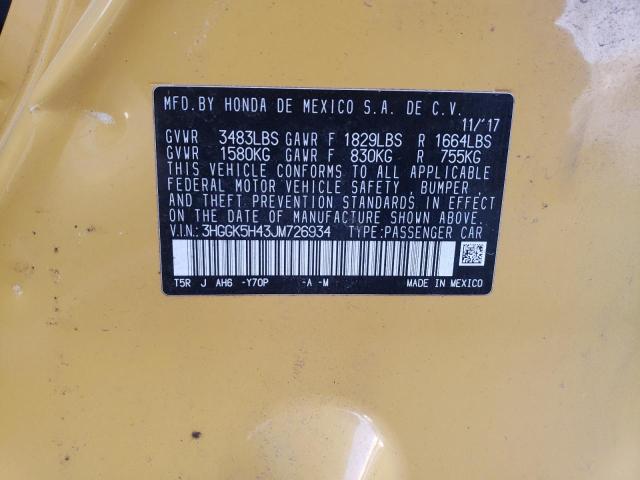 MFD.BY HONDA DE MEXICO S.A. DE C.V.
11/'17
GVWR 3483LBS GAWR F 1829LBS R 1664LBS
GVWR 1580KG GAWR F 830KG R 755KG
THIS VEHICLE CONFORMS TO ALL APPLICABLE
FEDERAL MOTOR VEHICLE SAFETY, BUMPER
AND THEFT PREVENTION STANDARDS IN EFFECT
ON THE DATE OF MANUFACTURE SHOWN ABOVE.
V.I.N.: 3HGGK5H43JM726934 TYPE:PASSENGER CAR
T5R J AH6 -Y70P -A -M MADE IN MEXICO